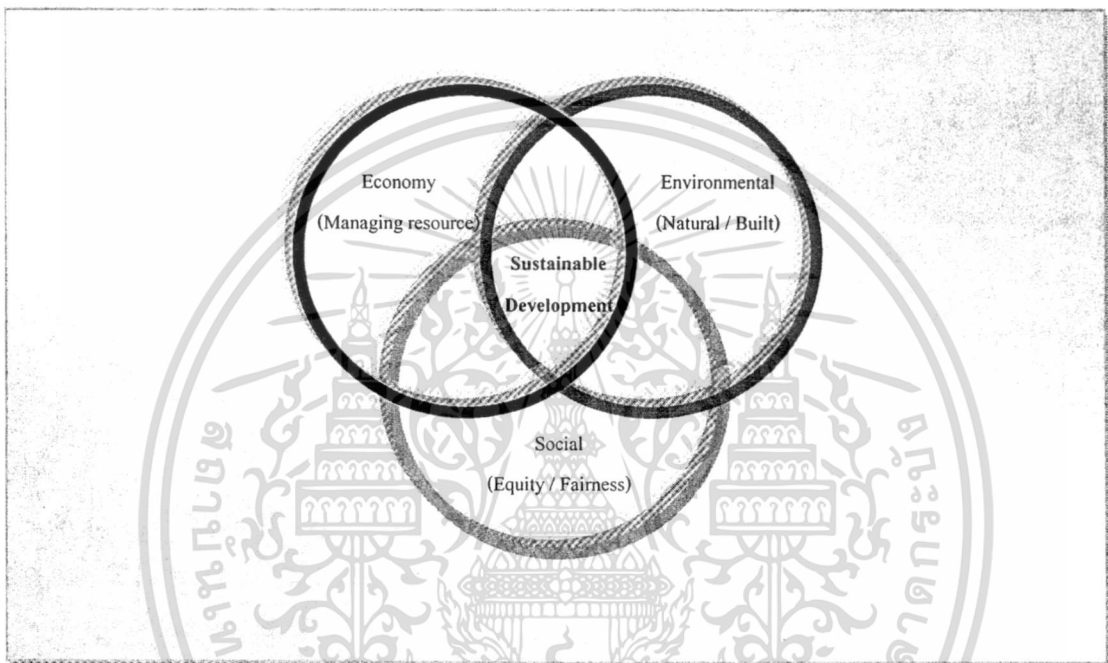 Economy
(Managing resource)
Environmental
(Natural / Built)
Sustainable
Development
Social
(Equity / Fairness)